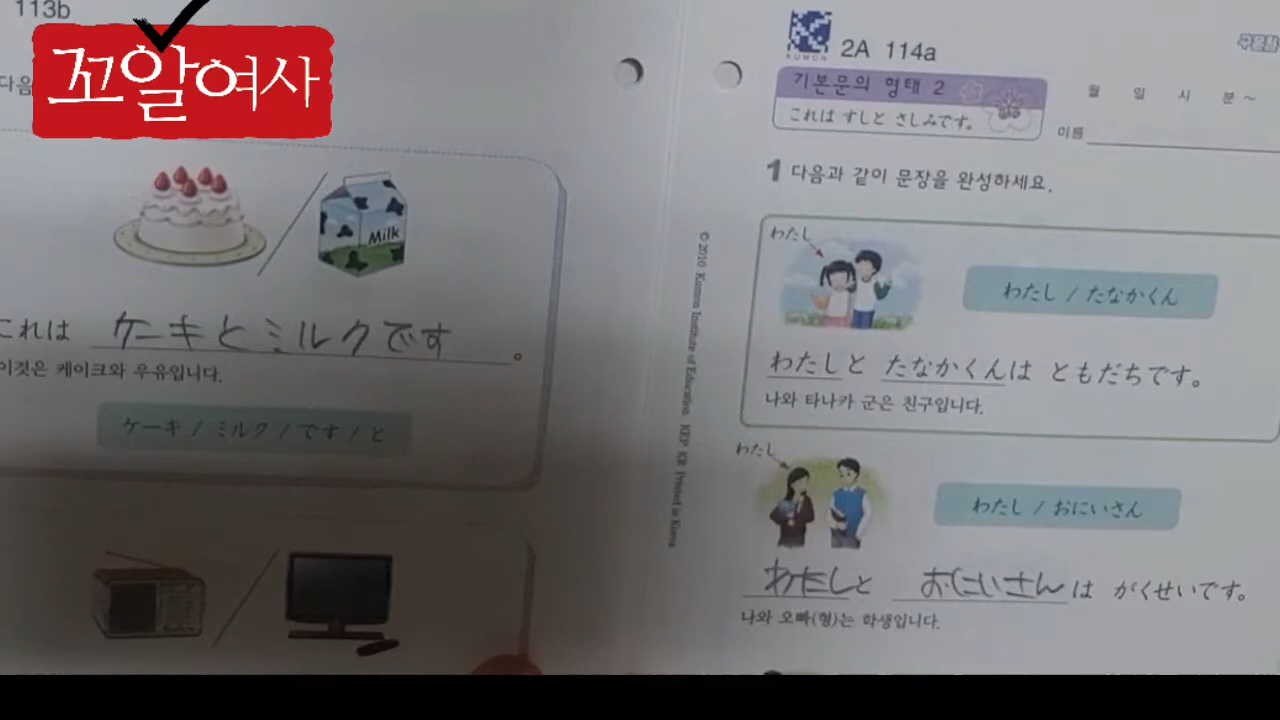 113b
꼬알여사
다음
Milk
これは ケーキとミルクです。
이것은 케이크와 우유입니다.
ケーキ / ミルク / です / と
© 2010 Kumon Institute of Education KEP KR Printed in Korea
KUMON
2A 114a
구몬
기본문의 형태 2
これは すしと さしみです。
월 일 시 분~
이름
1 다음과 같이 문장을 완성하세요.
わたし
わたし / たなかくん
わたしと たなかくんは ともだちです。
나와 타나카 군은 친구입니다.
わたし
わたし / おにいさん
わたしと おにいさんは がくせいです。
나와 오빠(형)는 학생입니다.